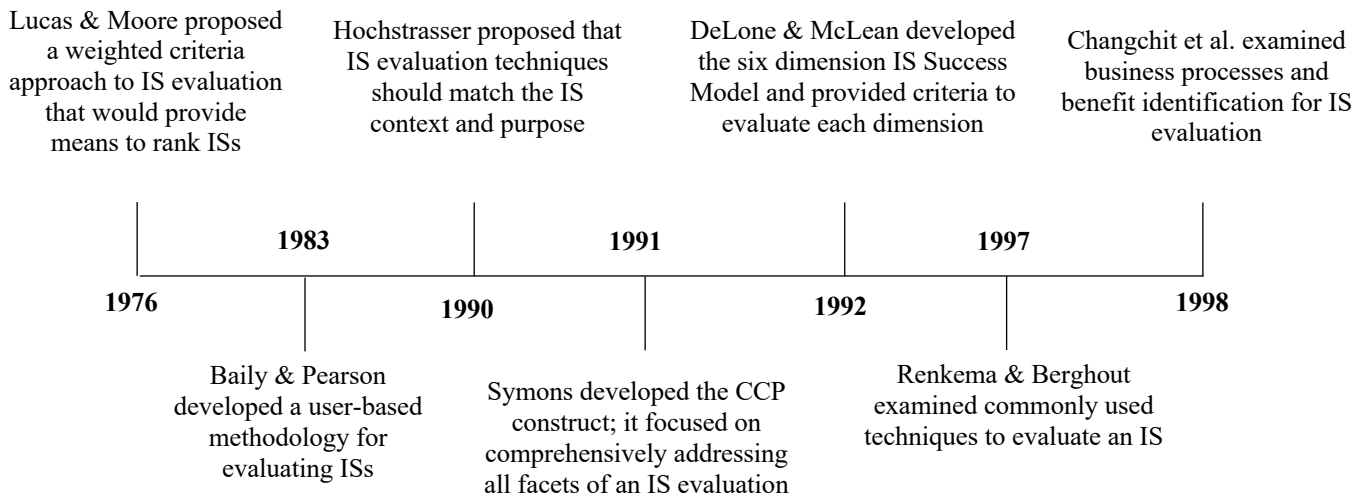 Lucas & Moore proposed
a weighted criteria
approach to IS evaluation
that would provide
means to rank ISs
Hochstrasser proposed that
IS evaluation techniques
should match the IS
context and purpose
DeLone & McLean developed
the six dimension IS Success
Model and provided criteria to
evaluate each dimension
Changchit et al. examined
business processes and
benefit identification for IS
evaluation
1983
1991
1997
1976
1990
1992
1998
Baily & Pearson
developed a user-based
methodology for
evaluating ISs
Symons developed the CCP
construct; it focused on
comprehensively addressing
all facets of an IS evaluation
Renkema & Berghout
examined commonly used
techniques to evaluate an IS